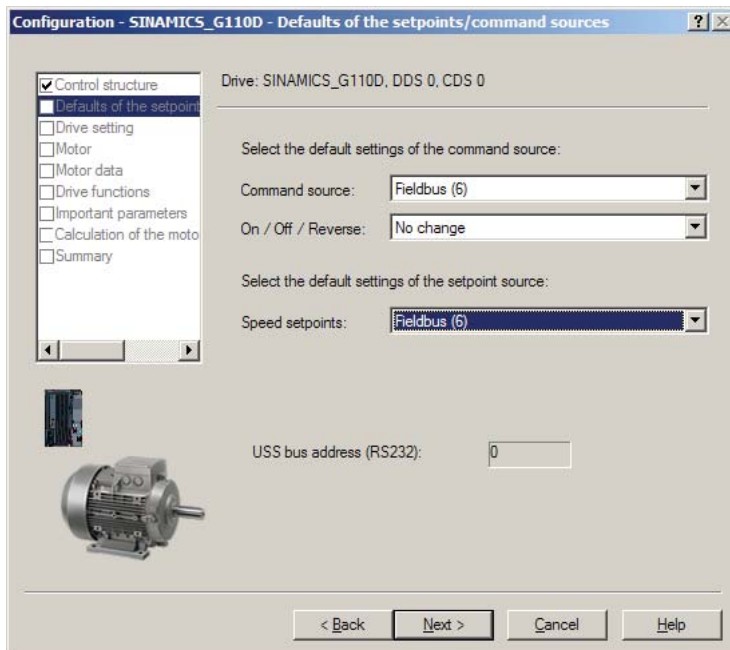 Configuration - SINAMICS_G110D - Defaults of the setpoints/command sources
Control structure
Defaults of the setpoint
Drive setting
Motor
Motor data
Drive functions
Important parameters
Calculation of the moto
Summary
Drive: SINAMICS_G110D, DDS 0, CDS 0
Select the default settings of the command source:
Command source: Fieldbus (6)
On / Off / Reverse: No change
Select the default settings of the setpoint source:
Speed setpoints: Fieldbus (6)
USS bus address (RS232): 0
< Back Next > Cancel Help